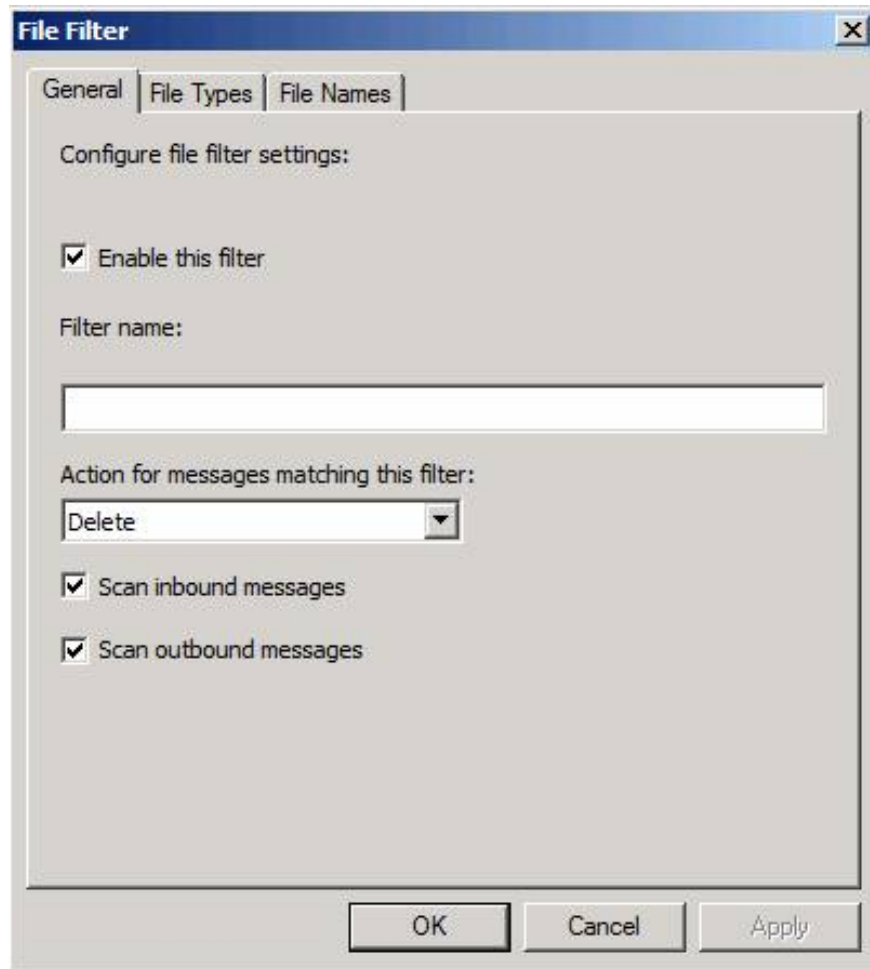 File Filter
General File Types File Names
Configure file filter settings:
Enable this filter
Filter name:
Action for messages matching this filter:
Delete
Scan inbound messages
Scan outbound messages
OK Cancel Apply